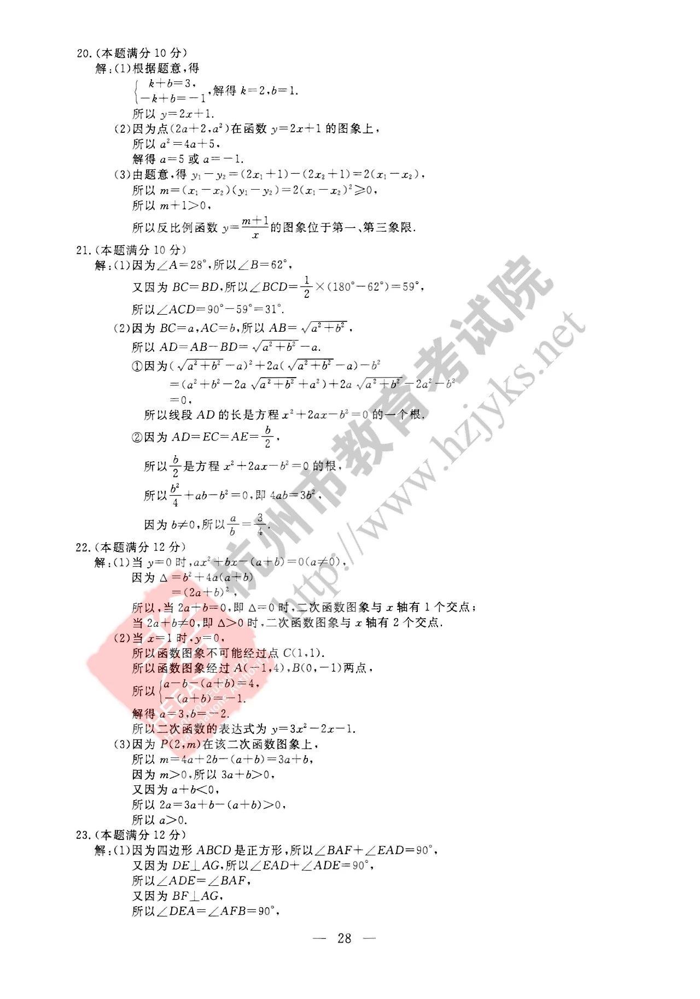 20.(本题满分 10 分)
解:(1)根据题意,得
{k+b=3,
-k+b=-1,解得 k=2,b=1.
所以 y=2x+1.
(2)因为点(2a+2,a²)在函数 y=2x+1 的图象上,
所以 a²=4a+5.
解得 a=5 或 a=-1.
(3)由题意,得 y₁-y₂=(2x₁+1)-(2x₂+1)=2(x₁-x₂),
所以 m=(x₁-x₂)(y₁-y₂)=2(x₁-x₂)²≥0,
所以 m+1>0,
所以反比例函数 y=\frac{m+1}{x}的图象位于第一、第三象限.
21.(本题满分 10 分)
解:(1)因为∠A=28°,所以∠B=62°,
又因为 BC=BD,所以∠BCD=\frac{1}{2}×(180°-62°)=59°,
所以∠ACD=90°-59°=31°.
(2)因为 BC=a,AC=b,所以 AB=√(a²+b²),
所以 AD=AB-BD=√(a²+b²)-a.
①因为(√(a²+b²)-a)²+2a(√(a²+b²)-a)-b²
=(a²+b²-2a√(a²+b²)+a²)+2a√(a²+b²)-2a²-b²
=0,
所以线段 AD 的长是方程 x²+2ax-b²=0 的一个根.
②因为 AD=EC=AE=\frac{b}{2},
所以\frac{b}{2}是方程 x²+2ax-b²=0 的根,
所以\frac{b²}{4}+ab-b²=0,即 4ab=3b²,
因为 b≠0,所以\frac{a}{b}=\frac{3}{4}.
22.(本题满分 12 分)
解:(1)当 y=0 时,ax²+bx-(a+b)=0(a≠0),
因为 Δ=b²+4a(a+b)
=(2a+b)²,
所以,当 2a+b=0,即 Δ=0 时,二次函数图象与 x 轴有 1 个交点;
当 2a+b≠0,即 Δ>0 时,二次函数图象与 x 轴有 2 个交点.
(2)当 x=1 时,y=0,
所以函数图象不可能经过点 C(1,1).
所以函数图象经过 A(-1,4),B(0,-1)两点,
所以{a-b-(a+b)=4,
-(a+b)=-1.
解得 a=3,b=-2.
所以二次函数的表达式为 y=3x²-2x-1.
(3)因为 P(2,m)在该二次函数图象上,
所以 m=4a+2b-(a+b)=3a+b,
因为 m>0,所以 3a+b>0,
又因为 a+b<0,
所以 2a=3a+b-(a+b)>0,
所以 a>0.
23.(本题满分 12 分)
解:(1)因为四边形 ABCD 是正方形,所以∠BAF+∠EAD=90°,
又因为 DE⊥AG,所以∠EAD+∠ADE=90°,
所以∠ADE=∠BAF,
又因为 BF⊥AG,
所以∠DEA=∠AFB=90°,
— 28 —
杭州市教育考试院
http://www.hzjyks.net